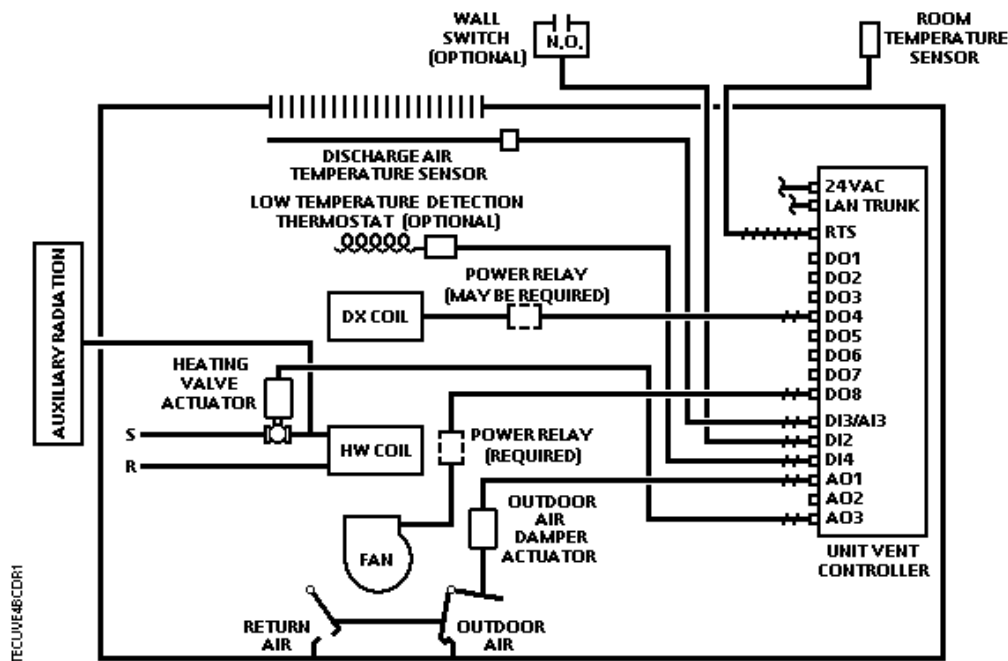 WALL
SWITCH
(OPTIONAL)
N.O.
ROOM
TEMPERATURE
SENSOR
DISCHARGE AIR
TEMPERATURE SENSOR
LOW TEMPERATURE DETECTION
THERMOSTAT (OPTIONAL)
24VAC
LAN TRUNK
RTS
DO1
DO2
DO3
DO4
DO5
DO6
DO7
DO8
DI3/AI3
DI2
DI4
AO1
AO2
AO3
UNIT VENT
CONTROLLER
POWER RELAY
(MAY BE REQUIRED)
DX COIL
AUXILIARY RADIATION
HEATING
VALVE
ACTUATOR
S
R
HW COIL
POWER RELAY
(REQUIRED)
OUTDOOR
AIR
DAMPER
ACTUATOR
FAN
RETURN
AIR
OUTDOOR
AIR